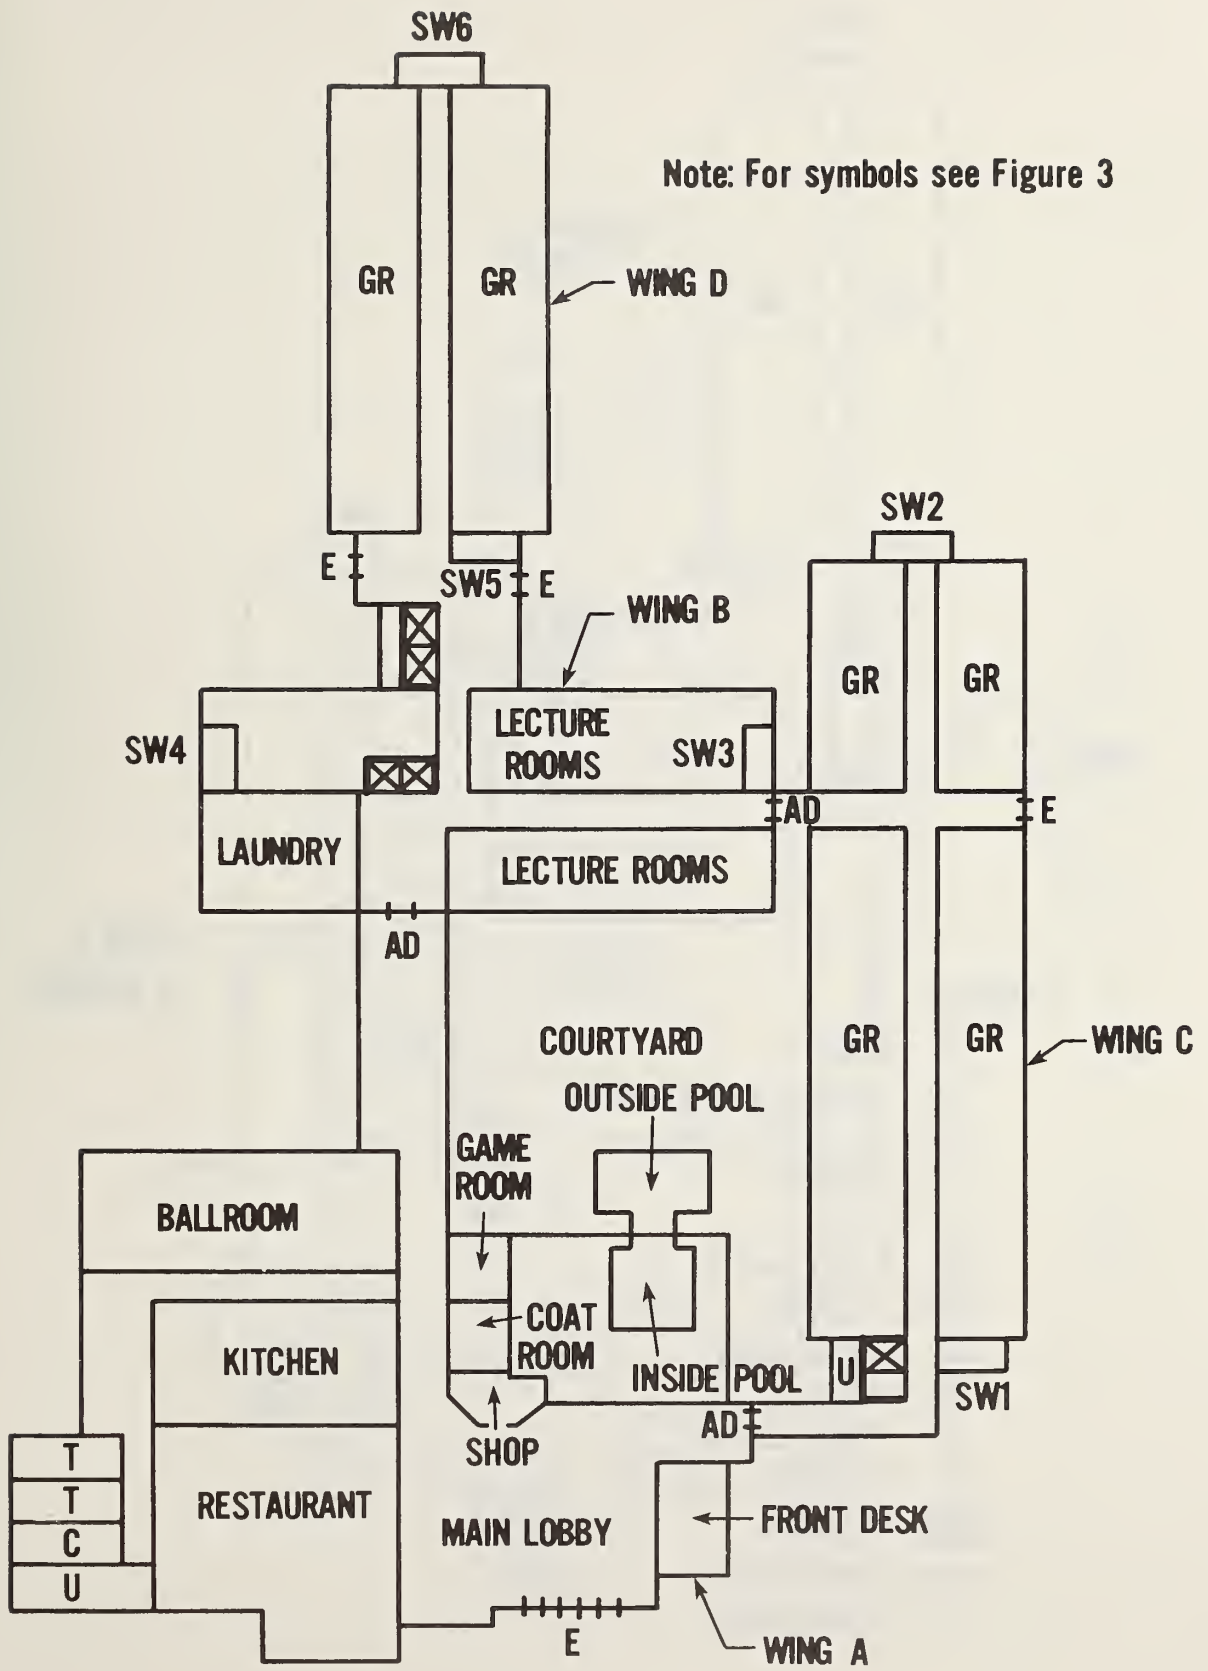 SW6
Note: For symbols see Figure 3
GR
GR
WING D
SW2
E
SW5
E
WING B
GR
GR
LECTURE
ROOMS
SW4
SW3
AD
E
LAUNDRY
LECTURE ROOMS
AD
COURTYARD
GR
GR
WING C
OUTSIDE POOL
GAME
ROOM
BALLROOM
COAT
ROOM
KITCHEN
INSIDE POOL
U
SW1
AD
SHOP
T
T
RESTAURANT
C
MAIN LOBBY
FRONT DESK
U
E
WING A